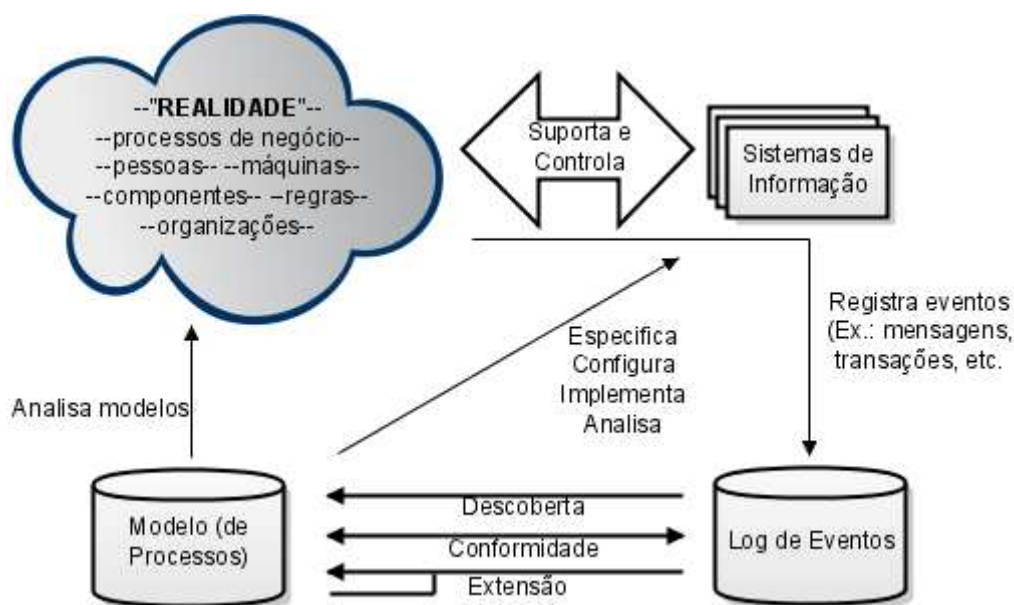 --"REALIDADE"--
--processos de negócio--
--pessoas-- --máquinas--
--componentes-- –regras--
--organizações--
Suporta e
Controla
Sistemas de
Informação
Registra eventos
(Ex.: mensagens,
transações, etc.
Especifica
Configura
Implementa
Analisa
Analisa modelos
Modelo (de
Processos)
Descoberta
Conformidade
Extensão
Log de Eventos